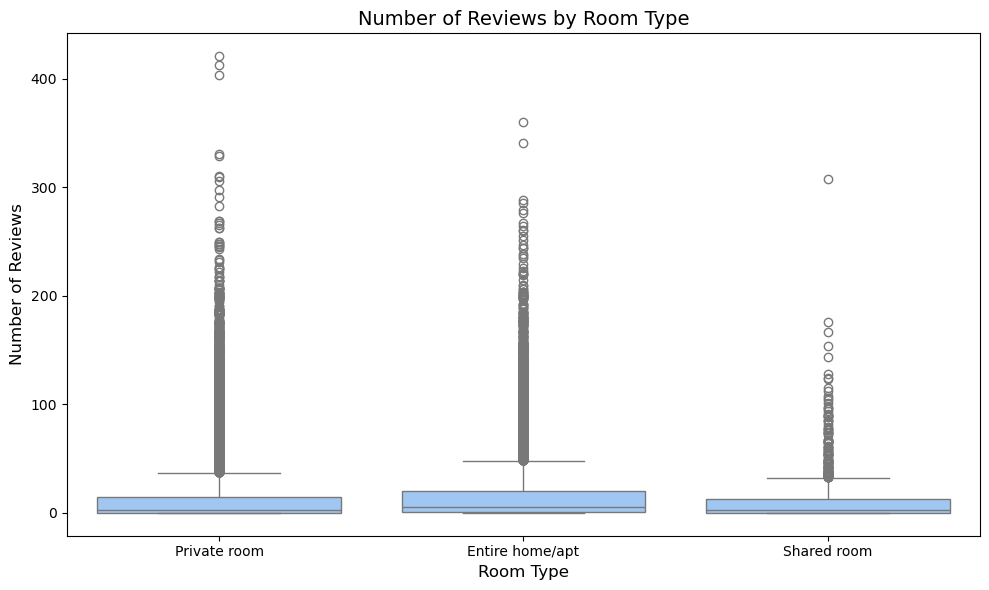 Number of Reviews by Room Type
Number of Reviews
400
300
200
100
0
Private room
Entire home/apt
Shared room
Room Type